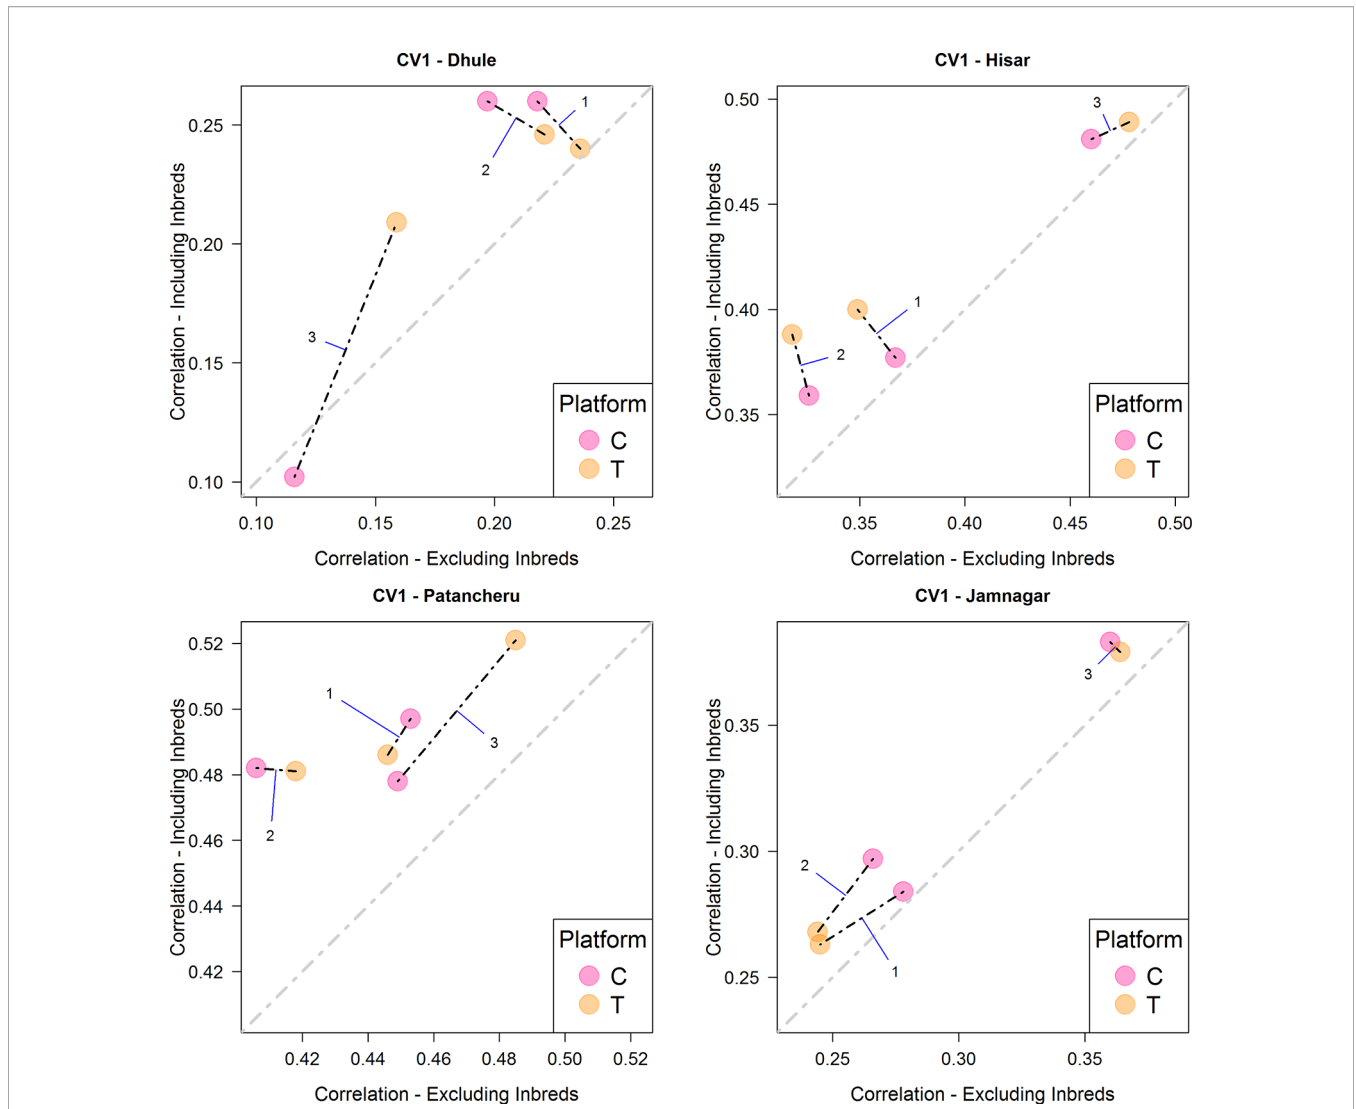 CV1 - Dhule
Correlation - Including Inbreds
0.25
0.20
0.15
0.10
1
2
3
Platform
C
T
0.10 0.15 0.20 0.25
Correlation - Excluding Inbreds
CV1 - Hisar
Correlation - Including Inbreds
0.50
0.45
0.40
0.35
3
1
2
Platform
C
T
0.35 0.40 0.45 0.50
Correlation - Excluding Inbreds
CV1 - Patancheru
Correlation - Including Inbreds
0.52
0.50
0.48
0.46
0.44
0.42
1
3
2
Platform
C
T
0.42 0.44 0.46 0.48 0.50 0.52
Correlation - Excluding Inbreds
CV1 - Jamnagar
Correlation - Including Inbreds
0.35
0.30
0.25
3
2
1
Platform
C
T
0.25 0.30 0.35
Correlation - Excluding Inbreds